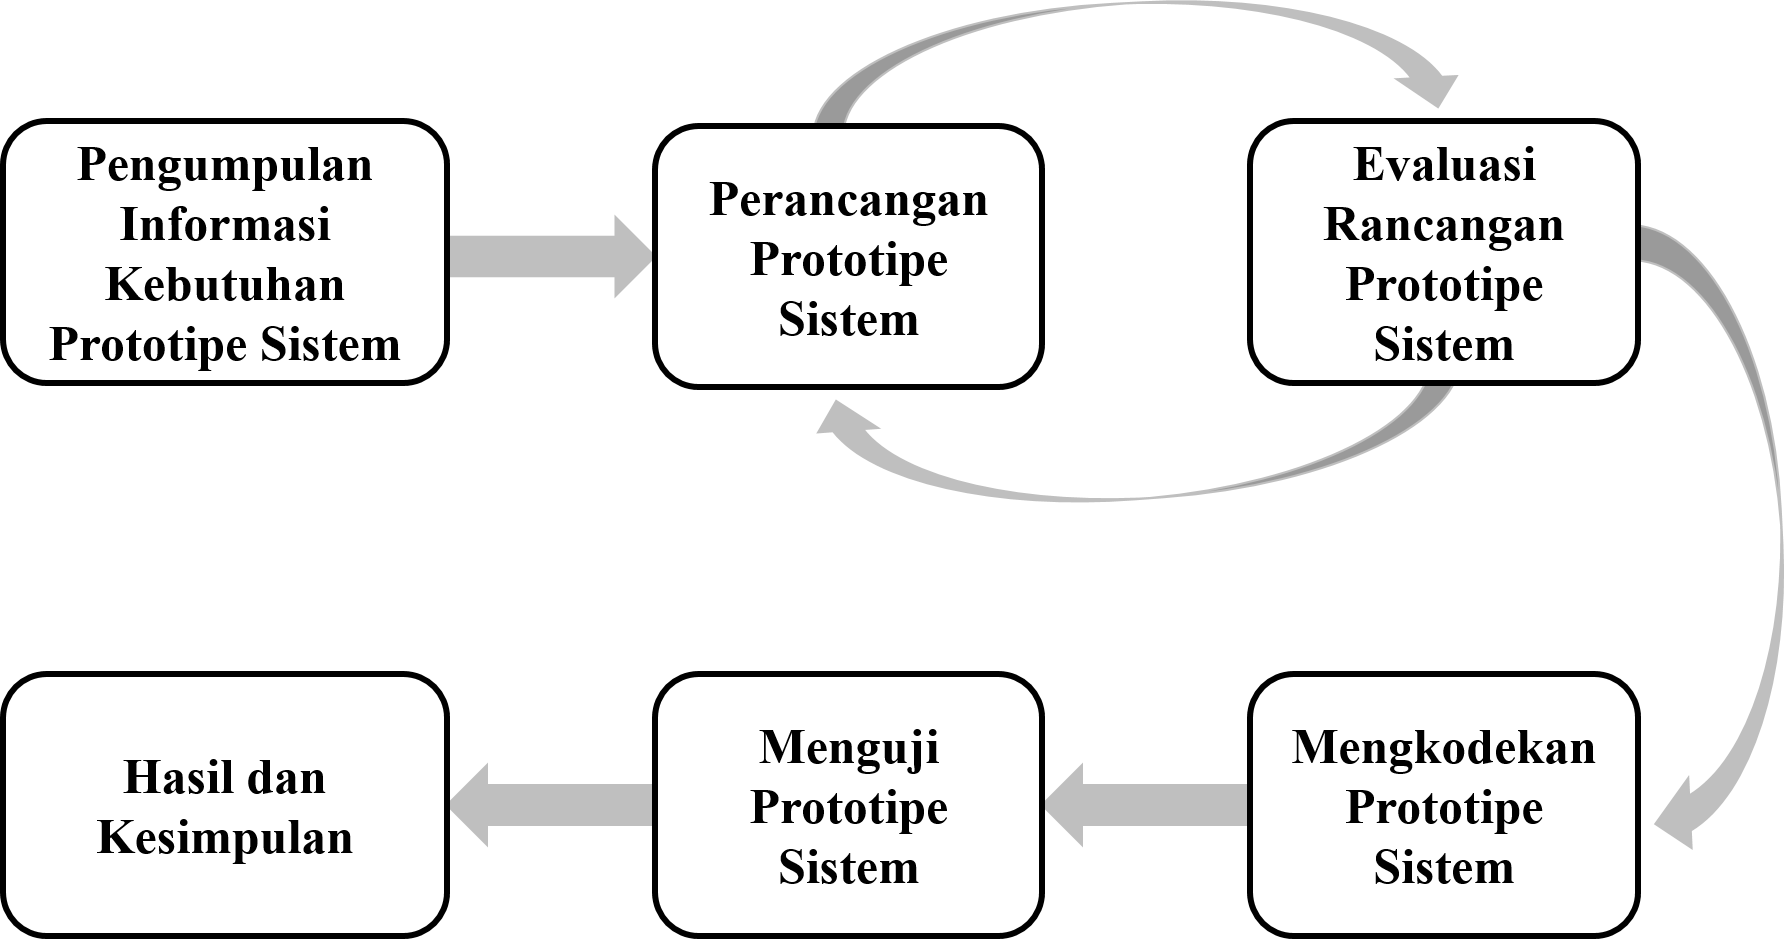 Pengumpulan
Informasi
Kebutuhan
Prototipe Sistem
Perancangan
Prototipe
Sistem
Evaluasi
Rancangan
Prototipe
Sistem
Mengkodekan
Prototipe
Sistem
Menguji
Prototipe
Sistem
Hasil dan
Kesimpulan